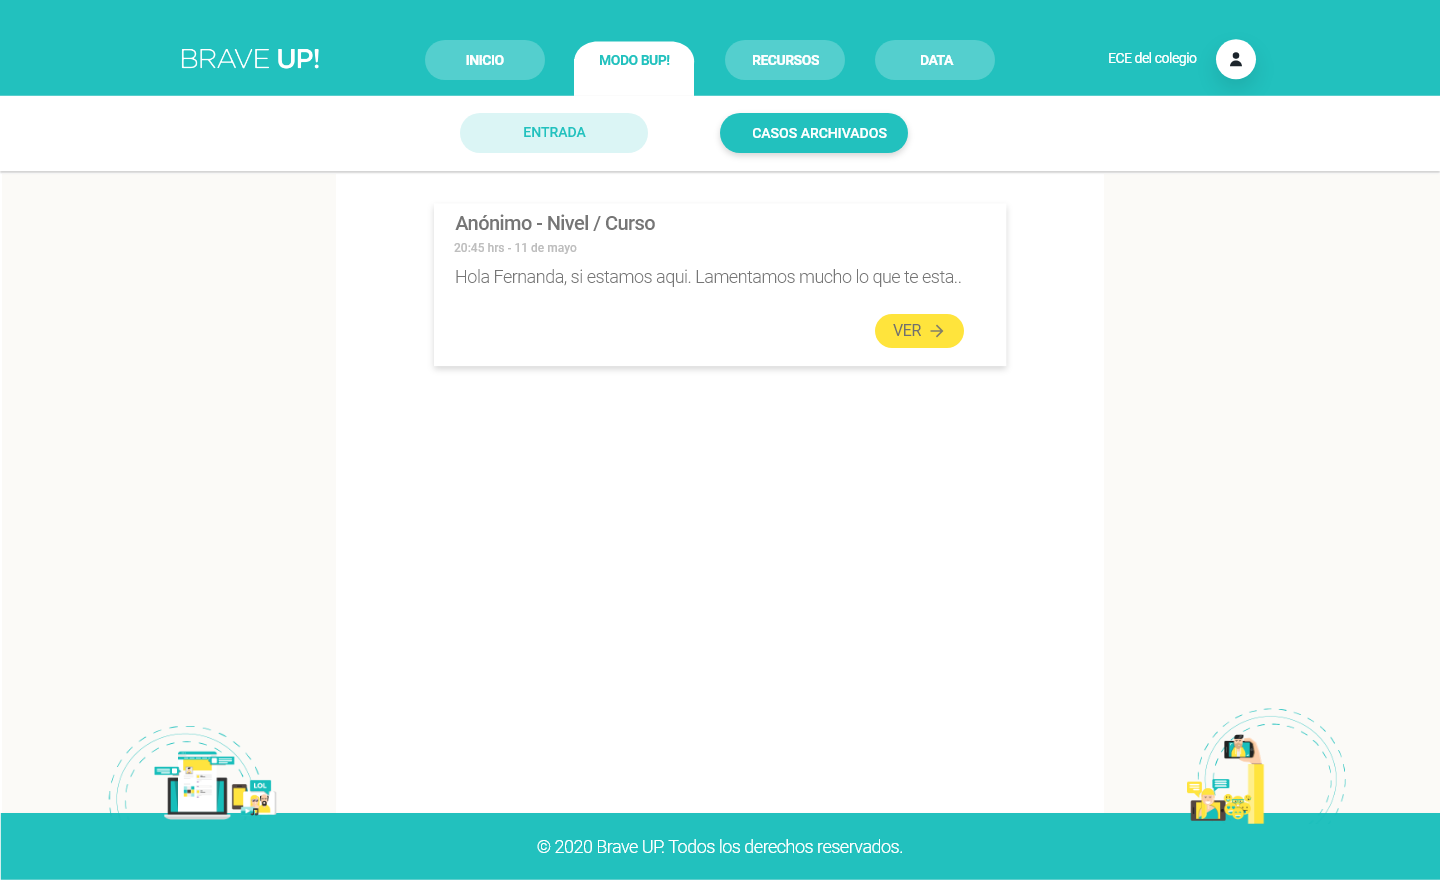 BRAVE UP!
INICIO
MODO BUP!
RECURSOS
DATA
ECE del colegio
ENTRADA
CASOS ARCHIVADOS
Anónimo - Nivel / Curso
20:45 hrs - 11 de mayo
Hola Fernanda, si estamos aqui. Lamentamos mucho lo que te esta..
VER
LOL
© 2020 Brave UP. Todos los derechos reservados.